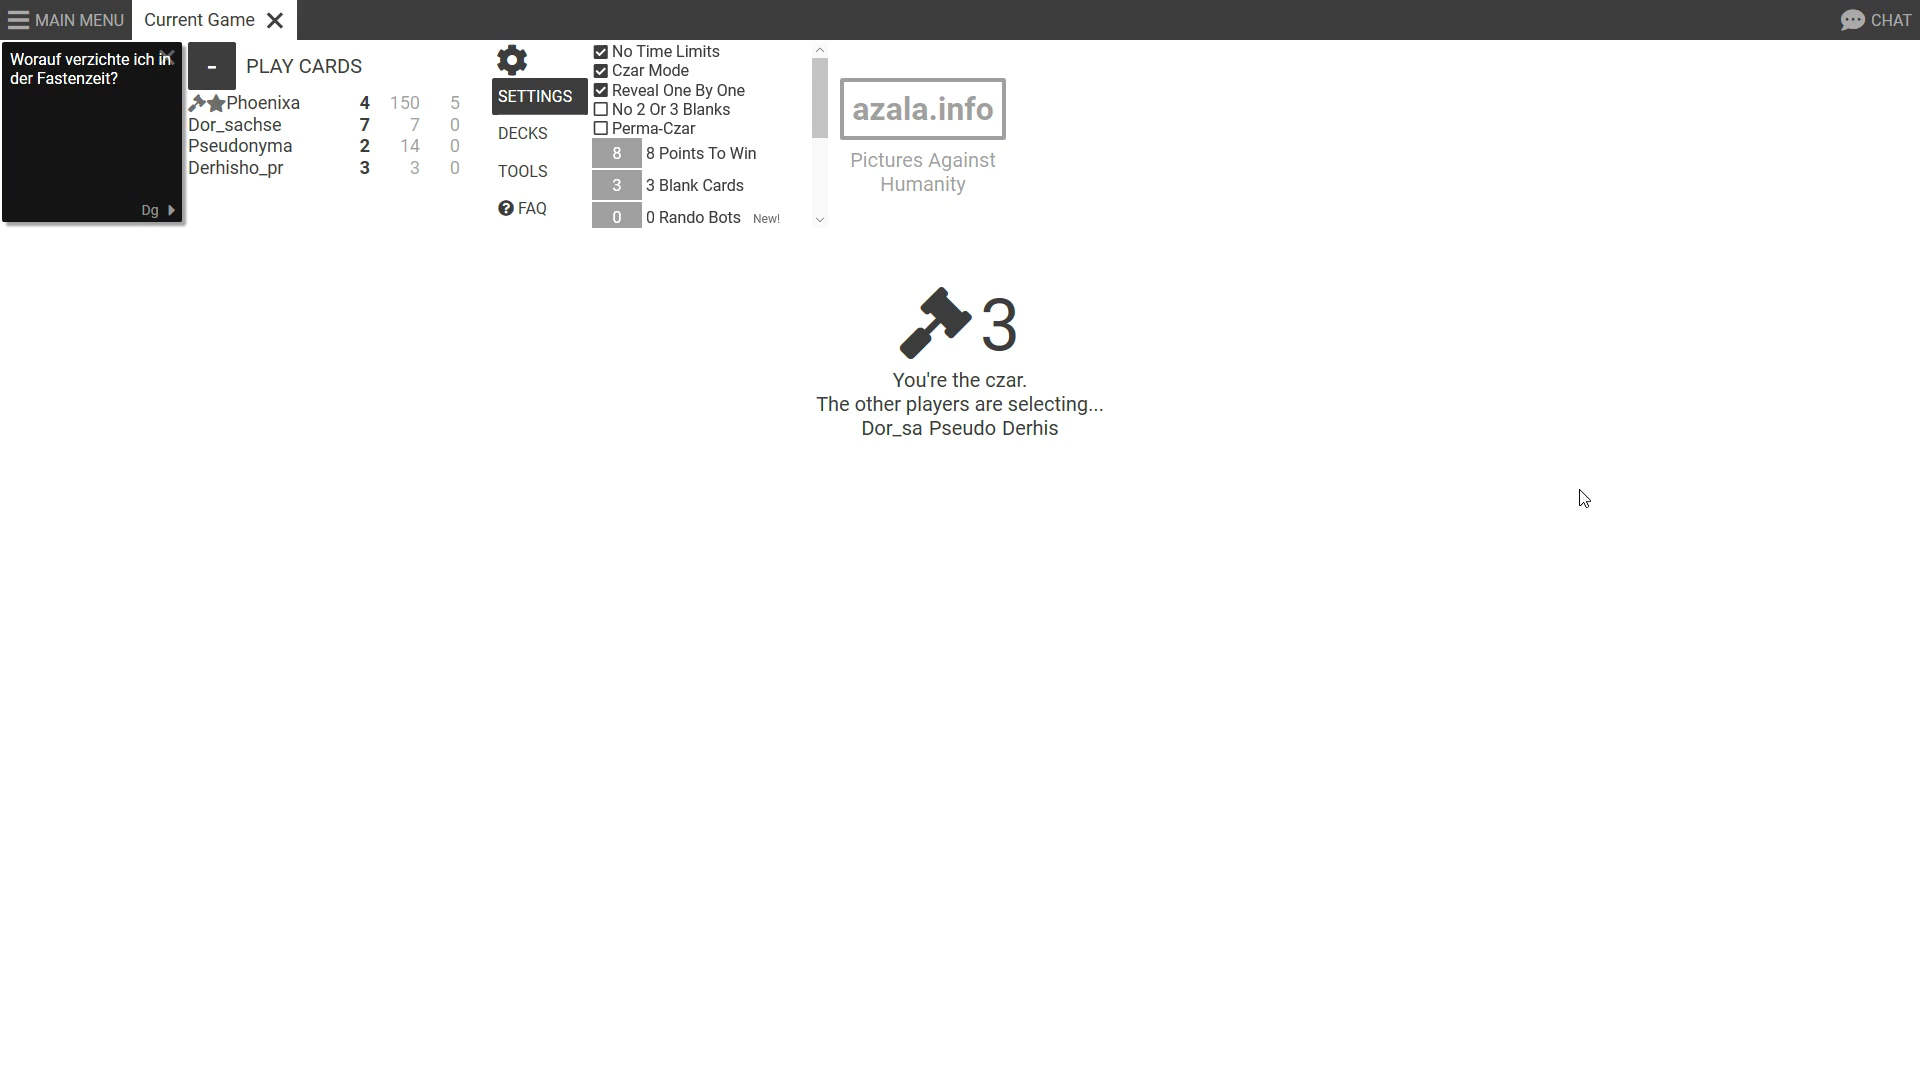 MAIN MENU
Current Game
CHAT
Worauf verzichte ich in
der Fastenzeit?
Dg
-
PLAY CARDS
Phoenixa 4 150 5
Dor_sachse 7 7 0
Pseudonyma 2 14 0
Derhisho_pr 3 3 0
SETTINGS
DECKS
TOOLS
FAQ
No Time Limits
Czar Mode
Reveal One By One
No 2 Or 3 Blanks
Perma-Czar
8 8 Points To Win
3 3 Blank Cards
0 0 Rando Bots New!
azala.info
Pictures Against
Humanity
3
You're the czar.
The other players are selecting...
Dor_sa Pseudo Derhis